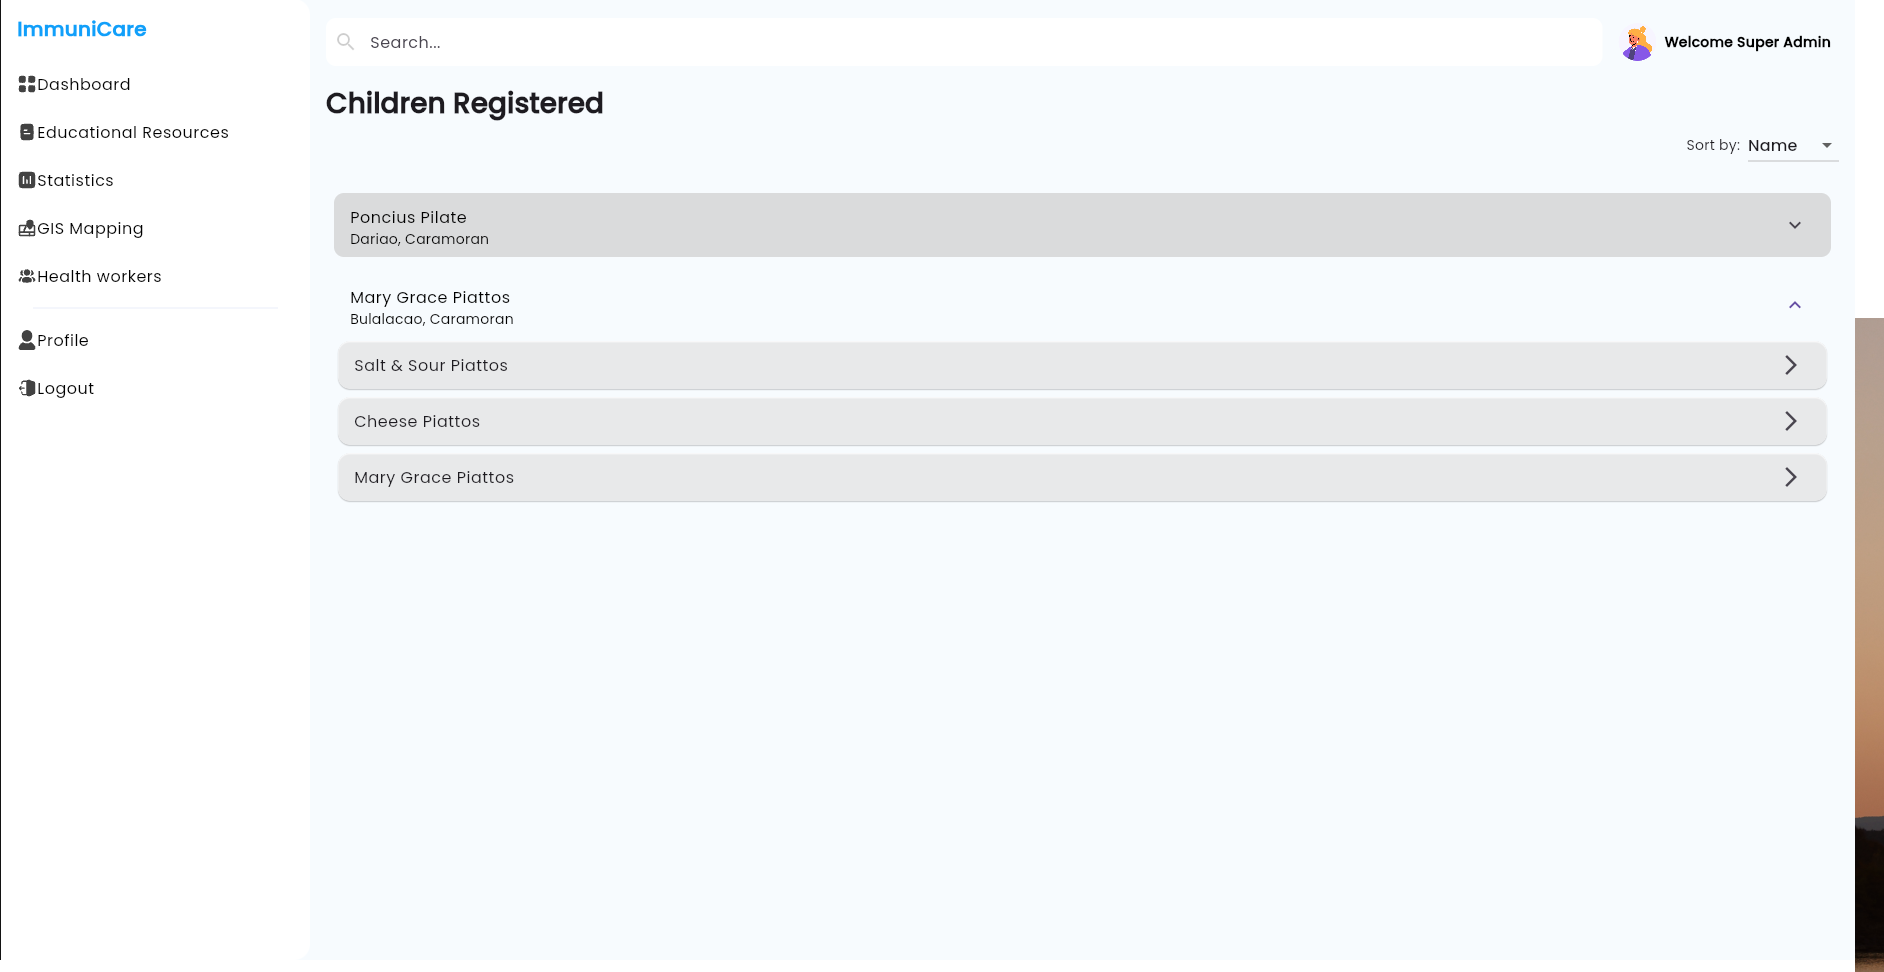 ImmuniCare
Dashboard
Educational Resources
Statistics
GIS Mapping
Health workers
Profile
Logout
Search...
Welcome Super Admin
Children Registered
Sort by: Name
Poncius Pilate
Dariao, Caramoran
Mary Grace Piattos
Bulalacao, Caramoran
Salt & Sour Piattos
Cheese Piattos
Mary Grace Piattos